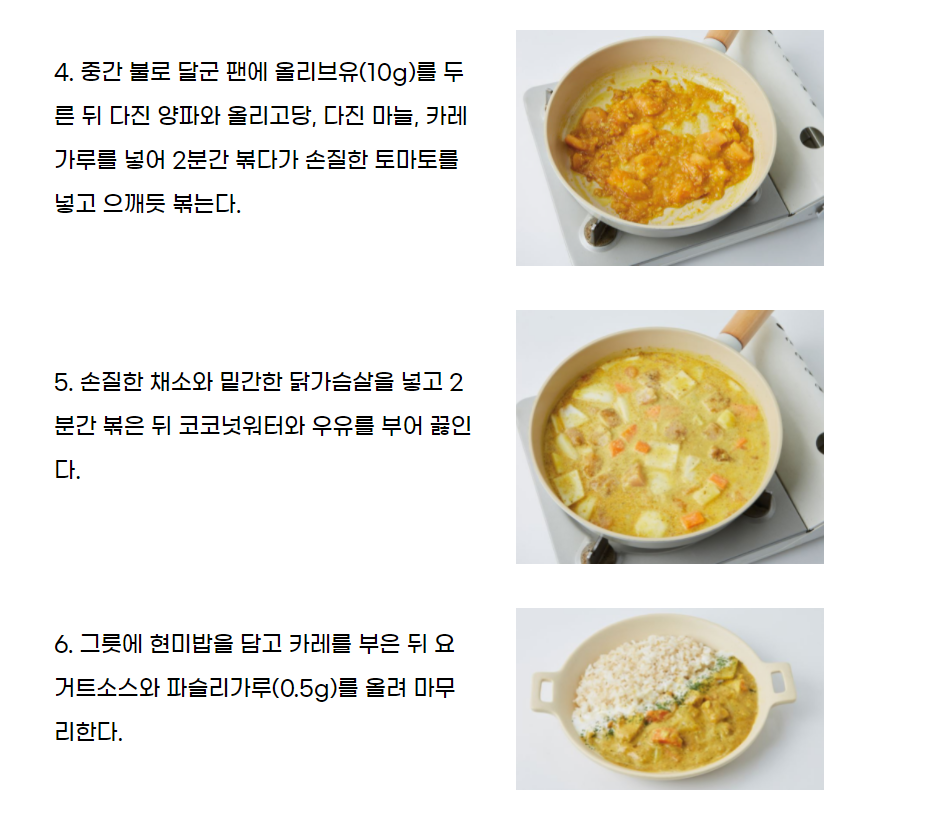 4. 중간 불로 달군 팬에 올리브유(10g)를 두
른 뒤 다진 양파와 올리고당, 다진 마늘, 카레
가루를 넣어 2분간 볶다가 손질한 토마토를
넣고 으깨듯 볶는다.
5. 손질한 채소와 밑간한 닭가슴살을 넣고 2
분간 볶은 뒤 코코넛워터와 우유를 부어 끓인
다.
6. 그릇에 현미밥을 담고 카레를 부은 뒤 요
거트소스와 파슬리가루(0.5g)를 올려 마무
리한다.